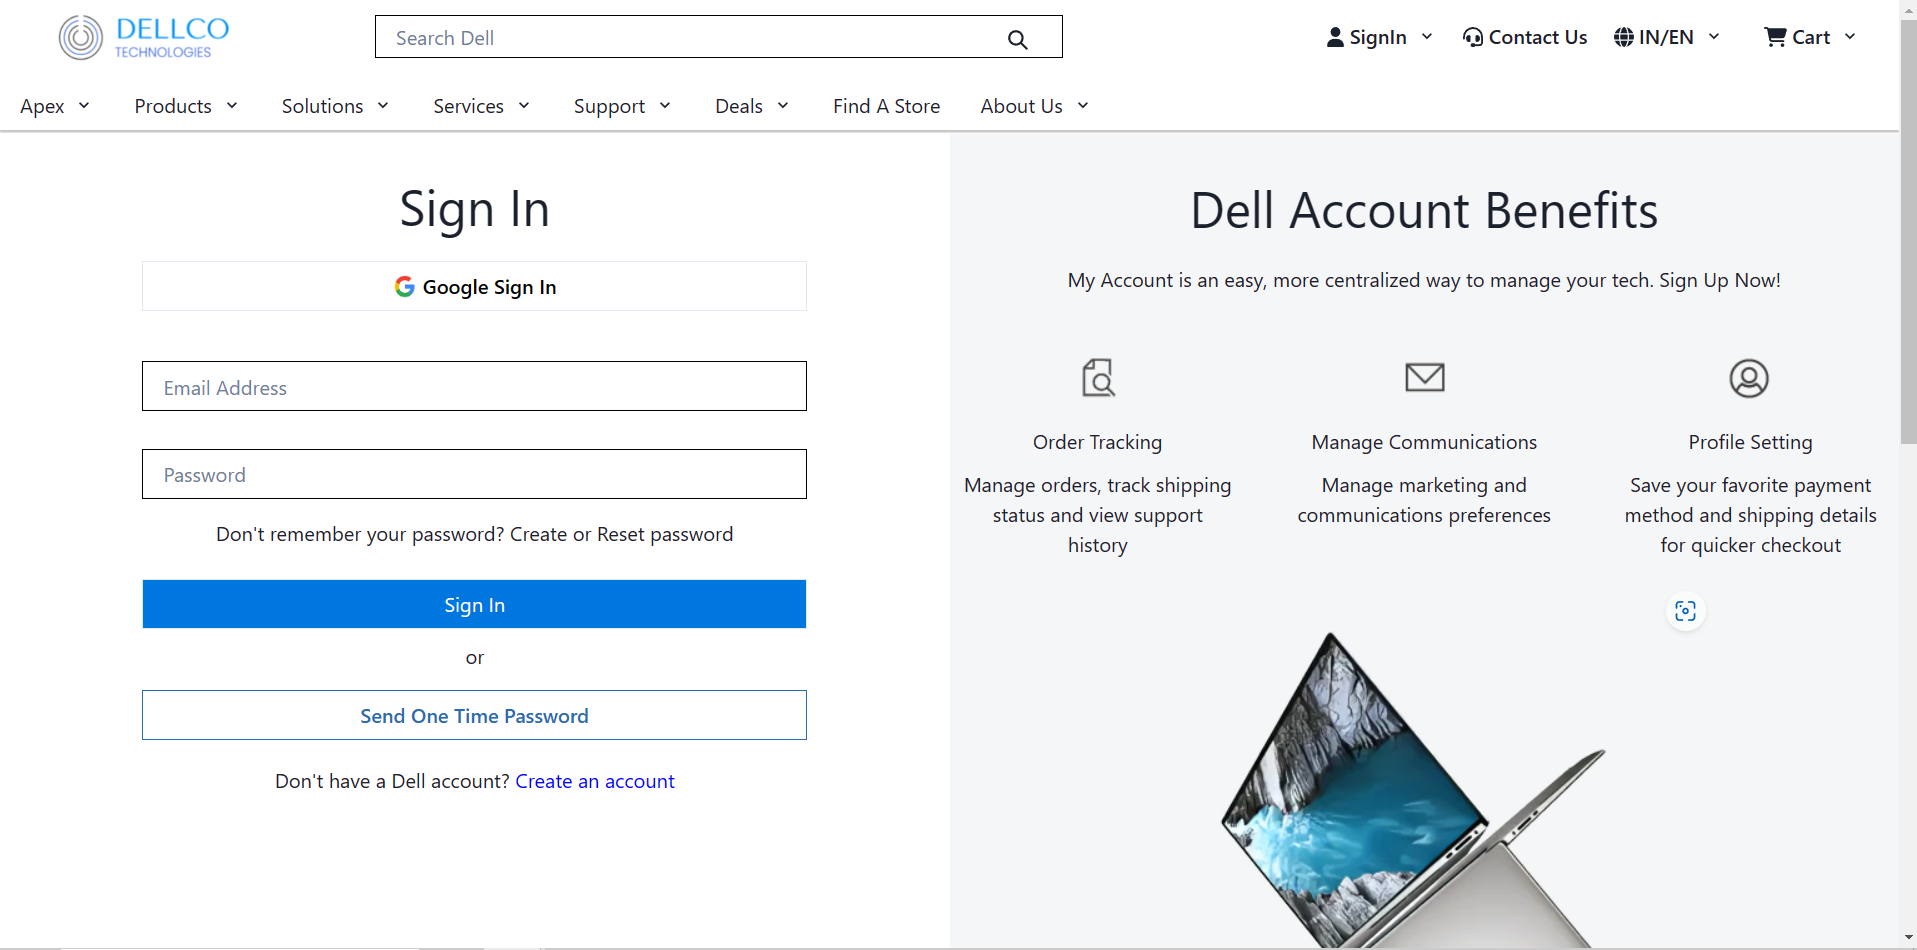 DELLCO
TECHNOLOGIES
Search Dell
SignIn
Contact Us
IN/EN
Cart
Apex
Products
Solutions
Services
Support
Deals
Find A Store
About Us
Sign In
Google Sign In
Email Address
Password
Don't remember your password? Create or Reset password
Sign In
or
Send One Time Password
Don't have a Dell account? Create an account
Dell Account Benefits
My Account is an easy, more centralized way to manage your tech. Sign Up Now!
Order Tracking
Manage orders, track shipping
status and view support
history
Manage Communications
Manage marketing and
communications preferences
Profile Setting
Save your favorite payment
method and shipping details
for quicker checkout